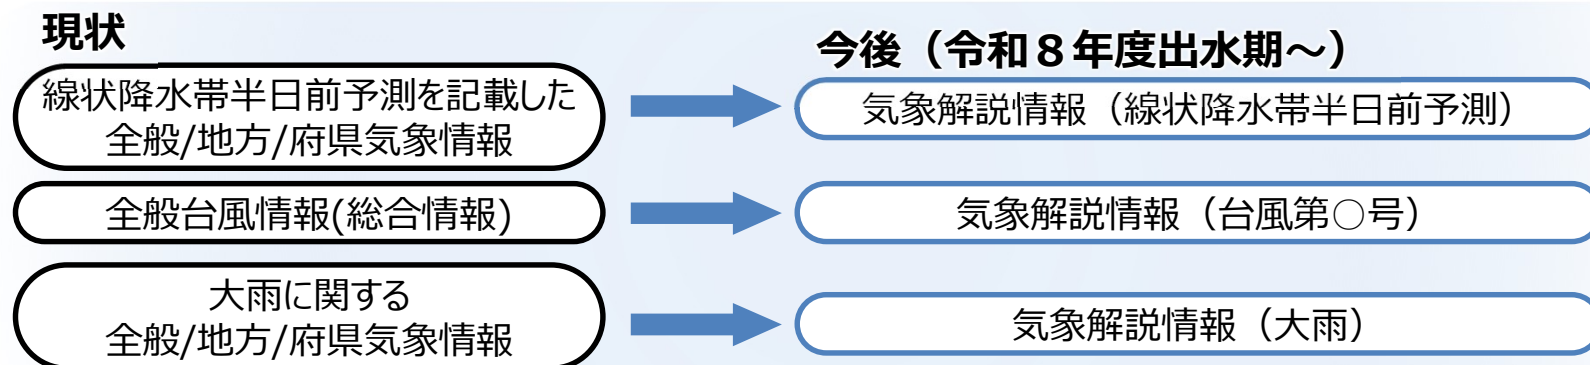 現状
今後（令和８年度出水期～）
線状降水帯半日前予測を記載した
全般/地方/府県気象情報
気象解説情報（線状降水帯半日前予測）
全般台風情報(総合情報)
気象解説情報（台風第○号）
大雨に関する
全般/地方/府県気象情報
気象解説情報（大雨）